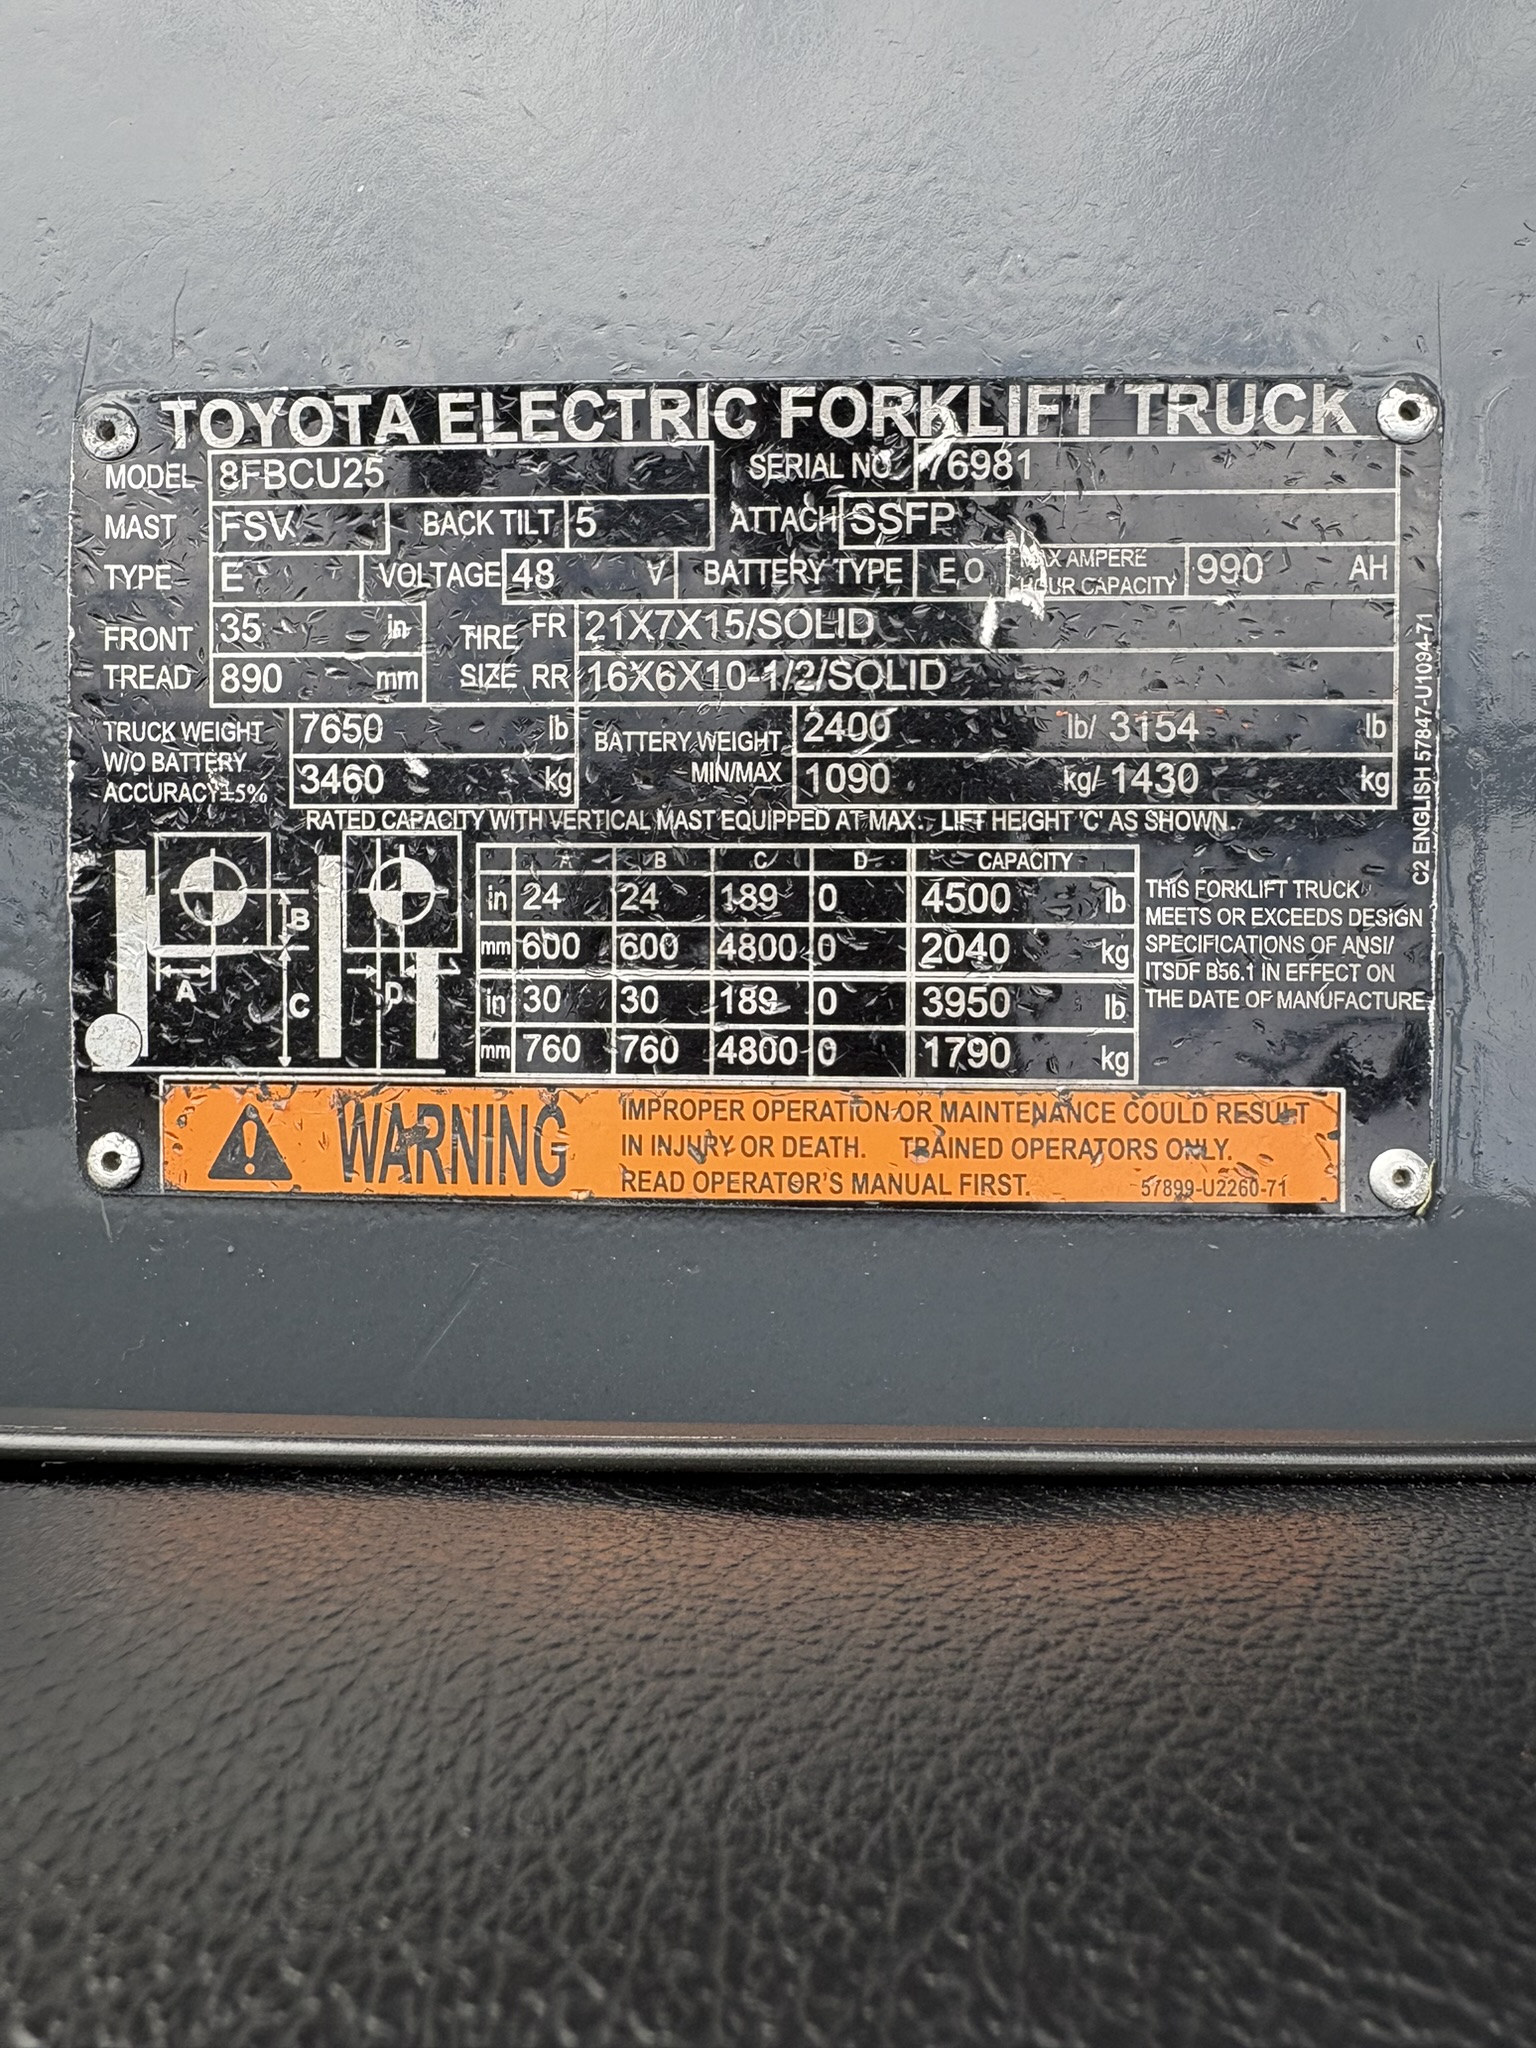 TOYOTA ELECTRIC FORKLIFT TRUCK
MODEL 8FBCU25 SERIAL NO. 76981
MAST FSV BACK TILT 5 ATTACH SSFP
TYPE E VOLTAGE 48 V BATTERY TYPE E O MAX AMPERE HOUR CAPACITY 990 AH
FRONT TREAD 35 in TIRE SIZE FR 21X7X15/SOLID
890 mm RR 16X6X10-1/2/SOLID
TRUCK WEIGHT W/O BATTERY ACCURACY±5% 7650 lb BATTERY WEIGHT MIN/MAX 2400 lb/ 3154 lb
3460 kg 1090 kg/ 1430 kg
RATED CAPACITY WITH VERTICAL MAST EQUIPPED AT MAX. LIFT HEIGHT 'C' AS SHOWN.
A B C D
A B C D CAPACITY
in 24 24 189 0 4500 lb
mm 600 600 4800 0 2040 kg
in 30 30 189 0 3950 lb
mm 760 760 4800 0 1790 kg
THIS FORKLIFT TRUCK
MEETS OR EXCEEDS DESIGN
SPECIFICATIONS OF ANSI/
ITSDF B56.1 IN EFFECT ON
THE DATE OF MANUFACTURE
C2 ENGLISH 57847-U1094-71
WARNING
IMPROPER OPERATION OR MAINTENANCE COULD RESULT
IN INJURY OR DEATH. TRAINED OPERATORS ONLY.
READ OPERATOR'S MANUAL FIRST. 57899-U2260-71